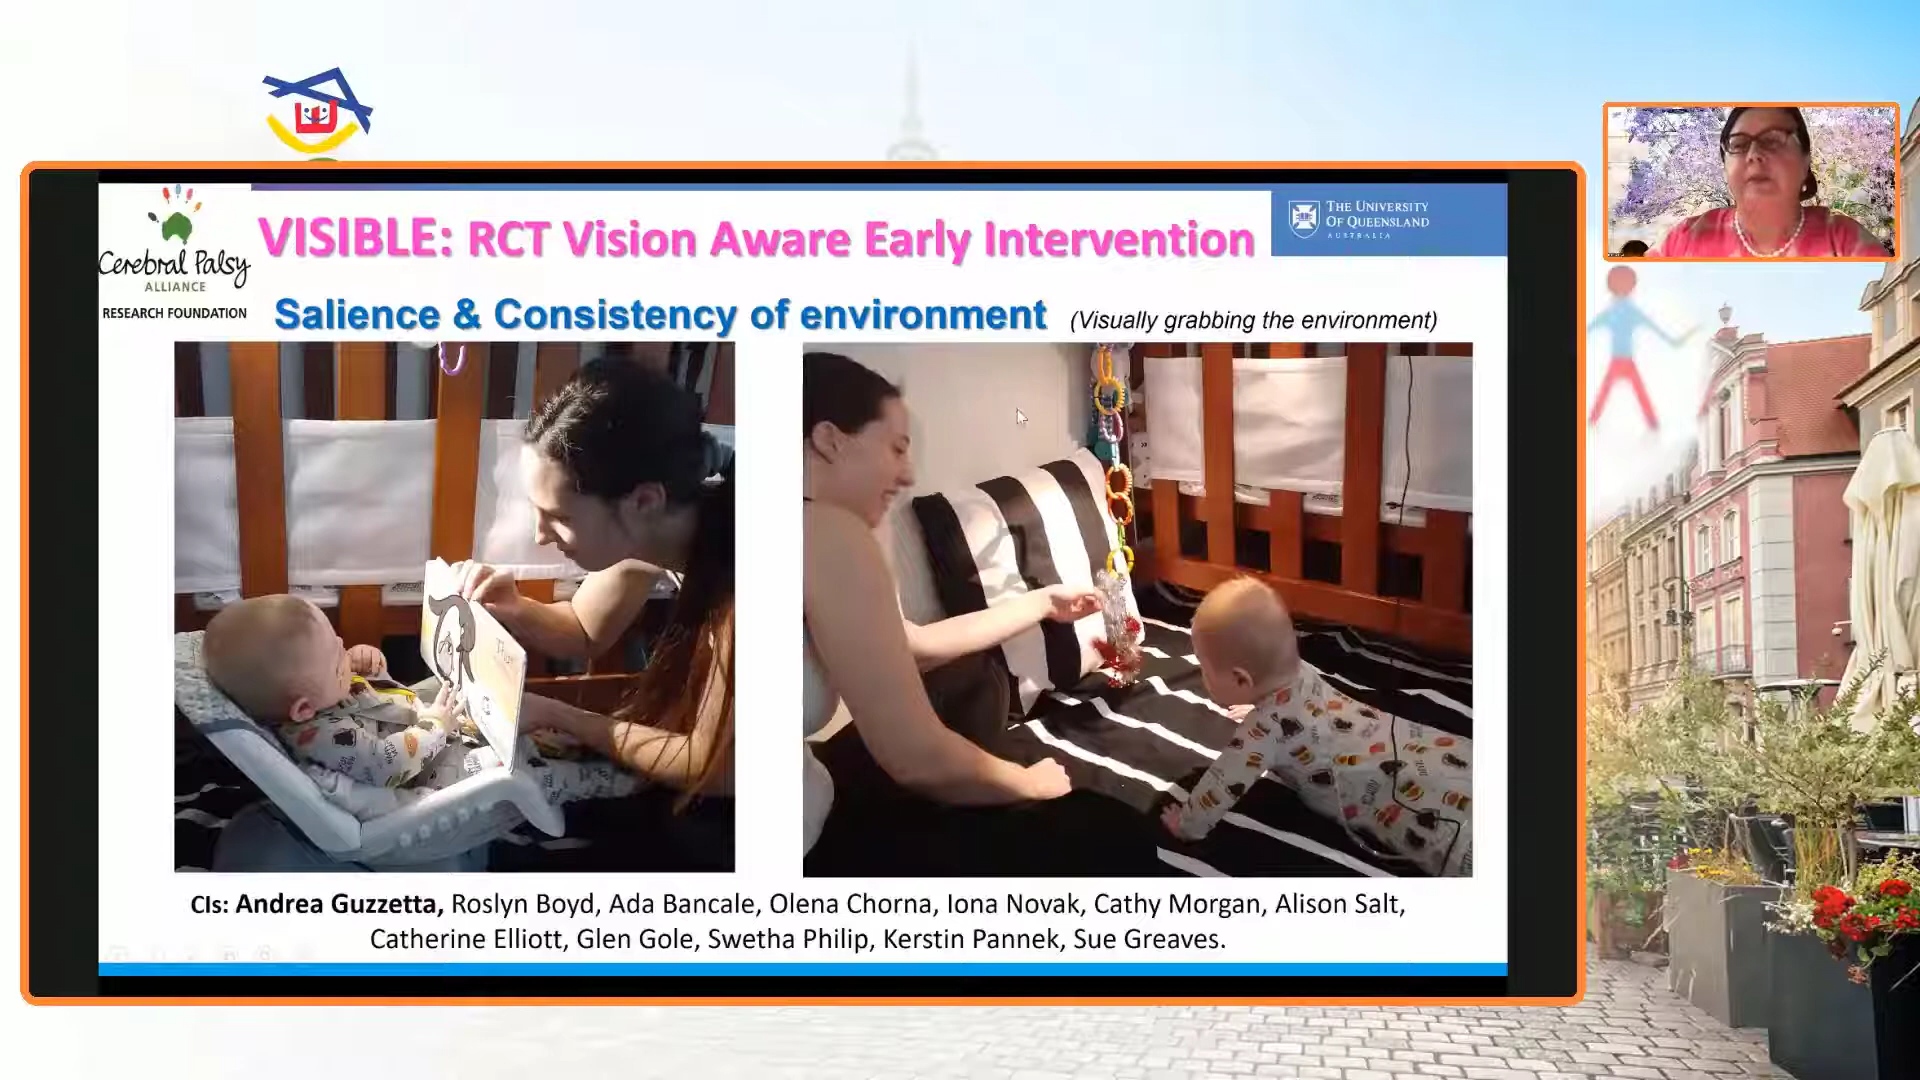 Cerebral Palsy
ALLIANCE
RESEARCH FOUNDATION
VISIBLE: RCT Vision Aware Early Intervention
THE UNIVERSITY
OF QUEENSLAND
AUSTRALIA
Salience & Consistency of environment (Visually grabbing the environment)
CIs: Andrea Guzzetta, Roslyn Boyd, Ada Bancale, Olena Chorna, Iona Novak, Cathy Morgan, Alison Salt,
Catherine Elliott, Glen Gole, Swetha Philip, Kerstin Pannek, Sue Greaves.